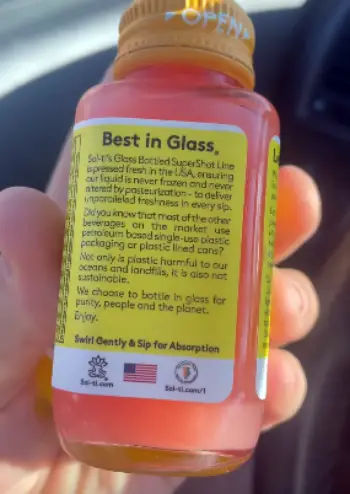 OPEN
Best in Glass.
Sol-ti's Glass Bottled SuperShot Line
is pressed fresh in the USA, ensuring
our liquid is never frozen and never
altered by pasteurization - to deliver
unparalleled freshness in every sip.
Did you know that most of the other
beverages on the market use
petroleum based single-use plastic
packaging or plastic lined cans?
Not only is plastic harmful to our
oceans and landfills, it is also not
sustainable.
We choose to bottle in glass for
purity, people and the planet.
Enjoy.
Swirl Gently & Sip for Absorption
Sol-ti.com
Sol-ti.com/1